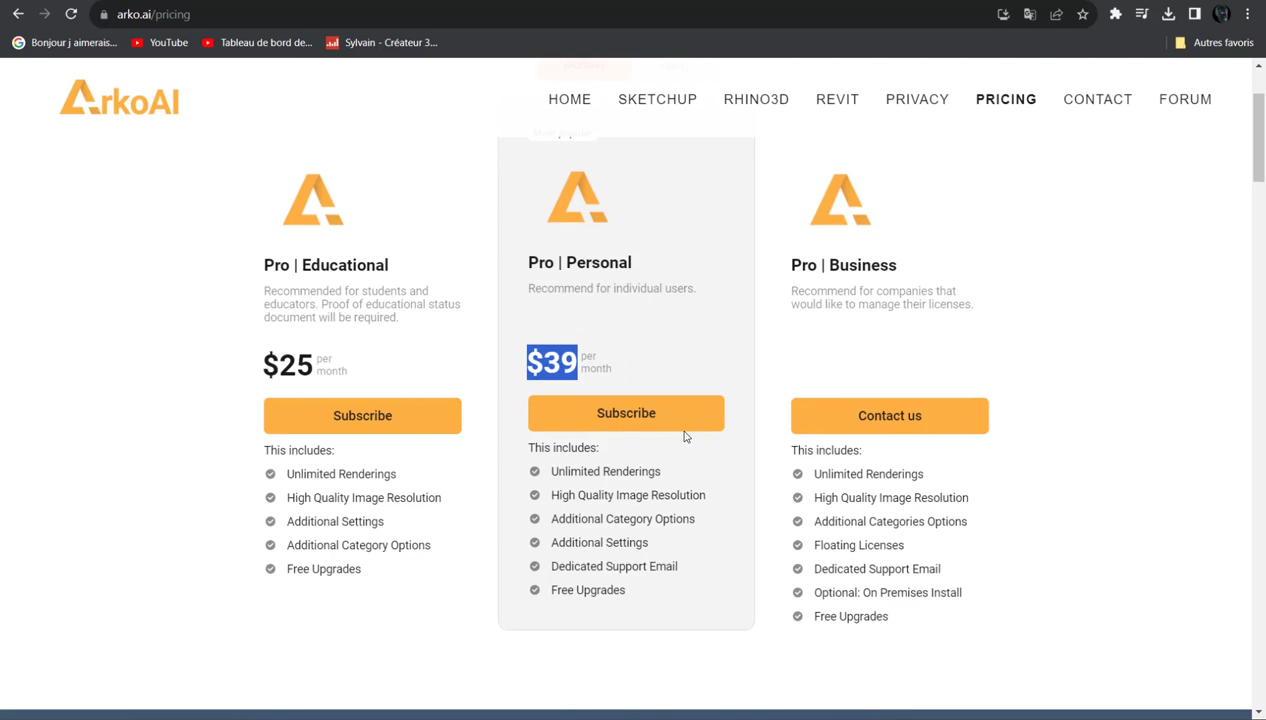 arko.ai/pricing
Bonjour j aimerais...
YouTube
Tableau de bord de...
Sylvain - Créateur 3...
Autres favoris
ArkoAI
HOME
SKETCHUP
RHINO3D
REVIT
PRIVACY
PRICING
CONTACT
FORUM
Pro | Educational
Recommended for students and
educators. Proof of educational status
document will be required.
$25
per
month
Subscribe
This includes:
Unlimited Renderings
High Quality Image Resolution
Additional Settings
Additional Category Options
Free Upgrades
Pro | Personal
Recommend for individual users.
$39
per
month
Subscribe
This includes:
Unlimited Renderings
High Quality Image Resolution
Additional Category Options
Additional Settings
Dedicated Support Email
Free Upgrades
Pro | Business
Recommend for companies that
would like to manage their licenses.
Contact us
This includes:
Unlimited Renderings
High Quality Image Resolution
Additional Categories Options
Floating Licenses
Dedicated Support Email
Optional: On Premises Install
Free Upgrades